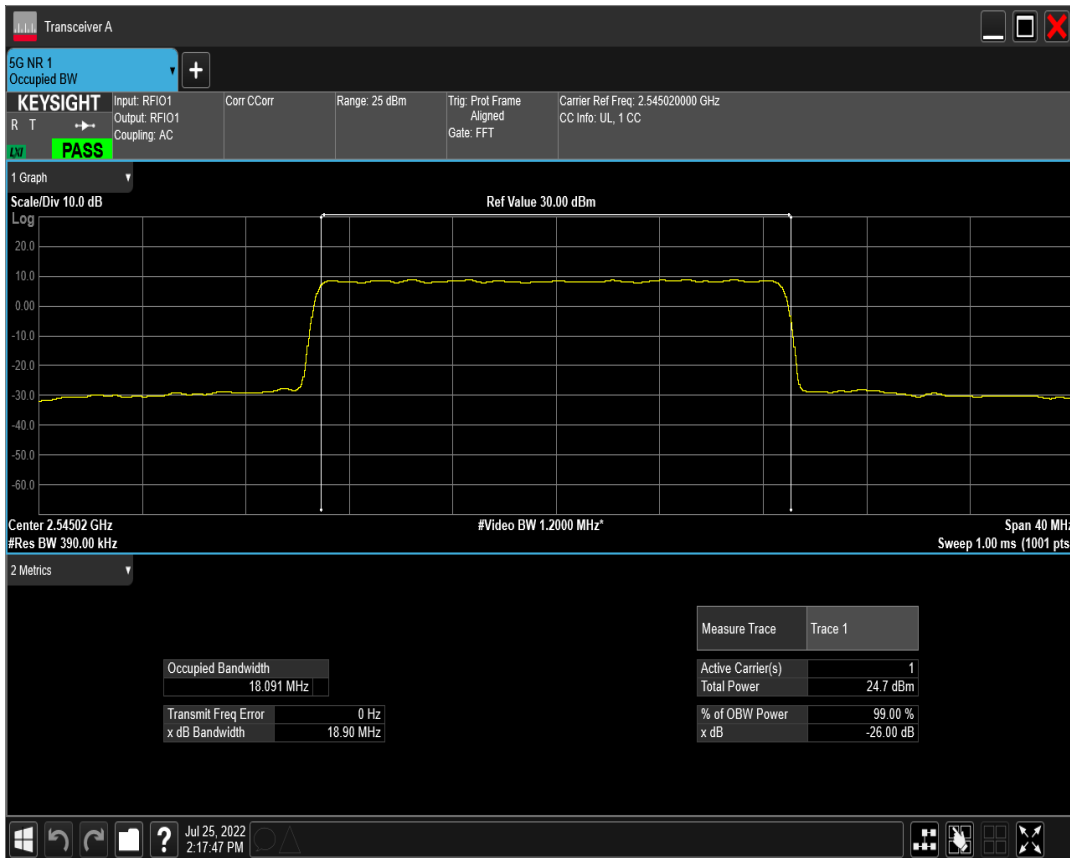 Transceiver A
5G NR 1
Occupied BW
+
KEYSIGHT
R T
LXI
PASS
Input: RFIO1
Output: RFIO1
Coupling: AC
Corr CCorr
Range: 25 dBm
Trig: Prot Frame
Aligned
Gate: FFT
Carrier Ref Freq: 2.545020000 GHz
CC Info: UL, 1 CC
1 Graph
Scale/Div 10.0 dB
Ref Value 30.00 dBm
Log
20.0
10.0
0.00
-10.0
-20.0
-30.0
-40.0
-50.0
-60.0
Center 2.54502 GHz
#Video BW 1.2000 MHz*
Span 40 MHz
#Res BW 390.00 kHz
Sweep 1.00 ms (1001 pts
2 Metrics
Measure Trace Trace 1
Occupied Bandwidth
18.091 MHz
Active Carrier(s) 1
Total Power 24.7 dBm
Transmit Freq Error 0 Hz
x dB Bandwidth 18.90 MHz
% of OBW Power 99.00 %
x dB -26.00 dB
?
Jul 25, 2022
2:17:47 PM